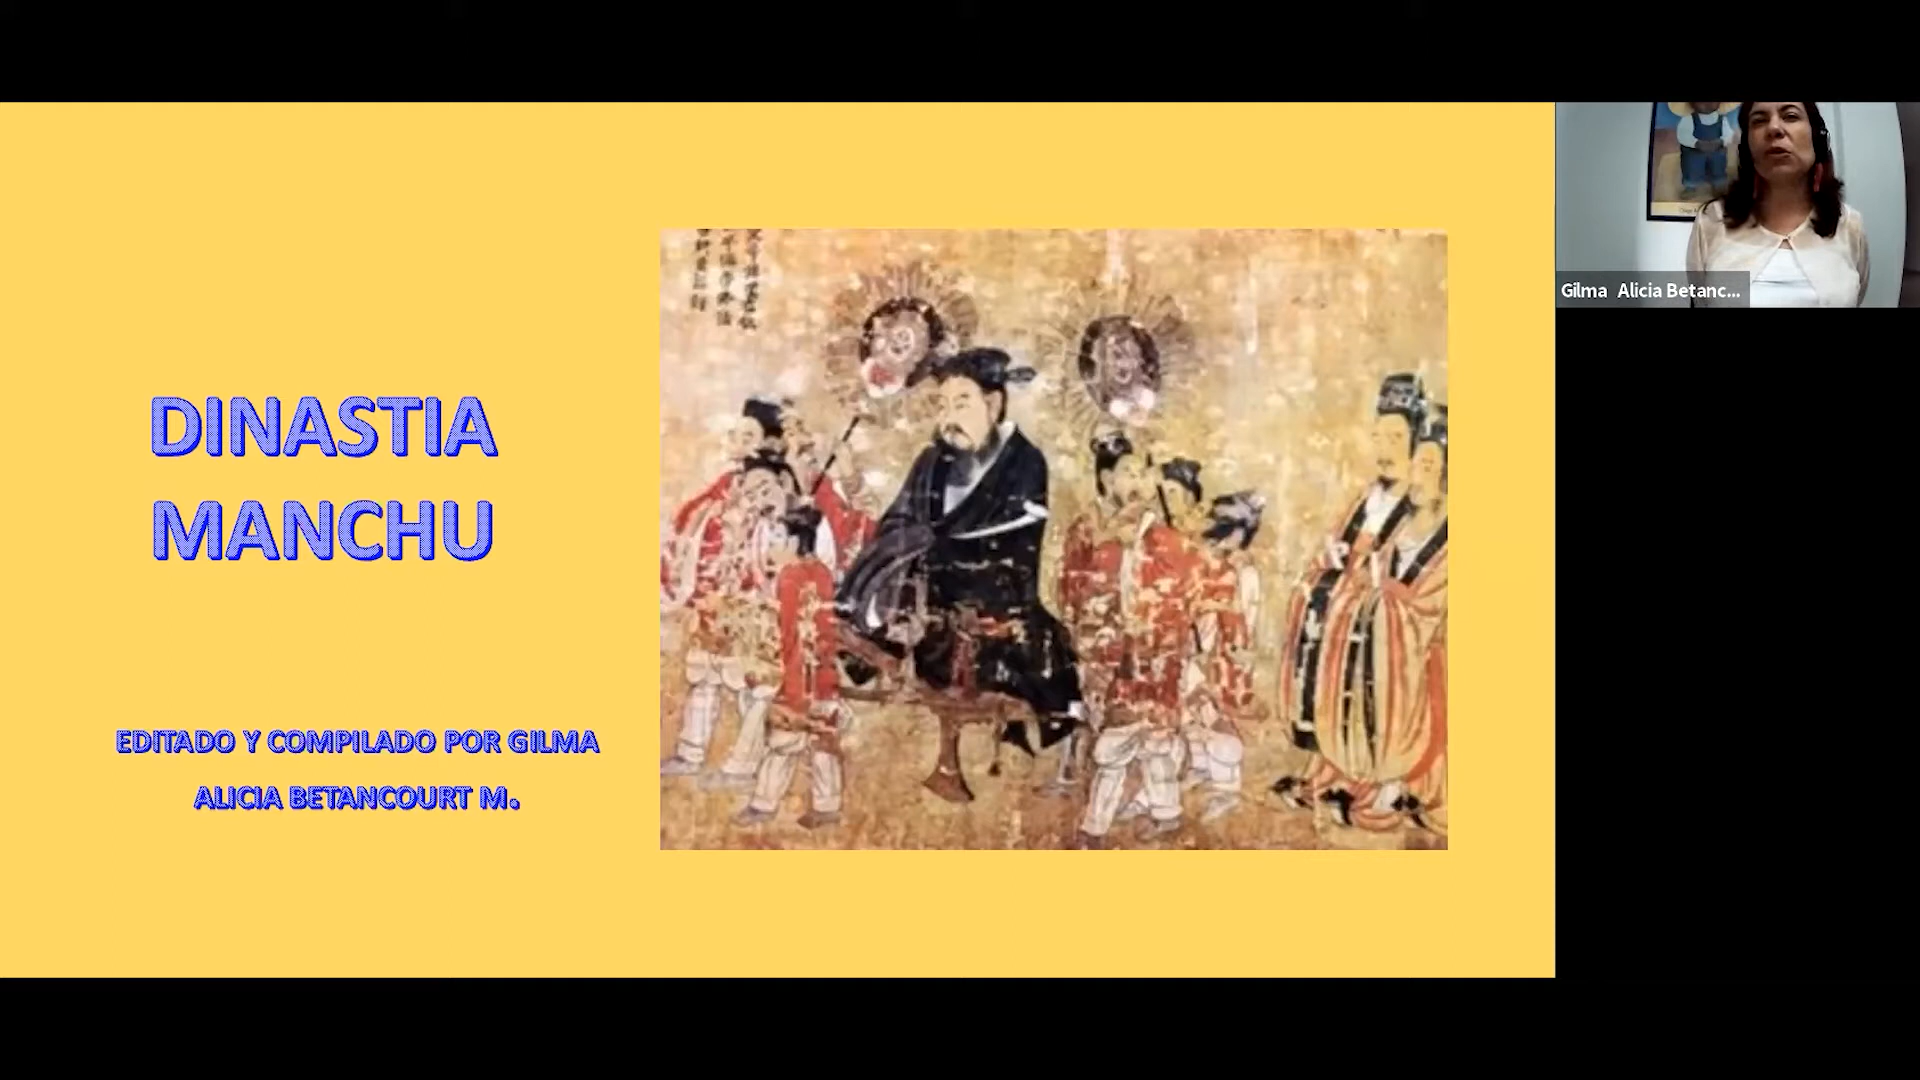 DINASTIA
MANCHU
EDITADO Y COMPILADO POR GILMA
ALICIA BETANCOURT M.
Gilma Alicia Betanc...